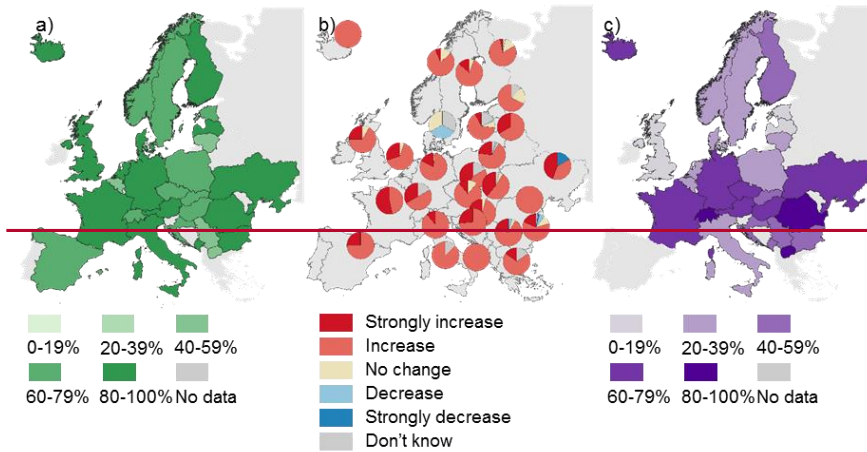 a)
b)
c)
0-19%
20-39%
40-59%
60-79%
80-100%
No data
Strongly increase
Increase
No change
Decrease
Strongly decrease
Don't know
0-19%
20-39%
40-59%
60-79%
80-100%
No data